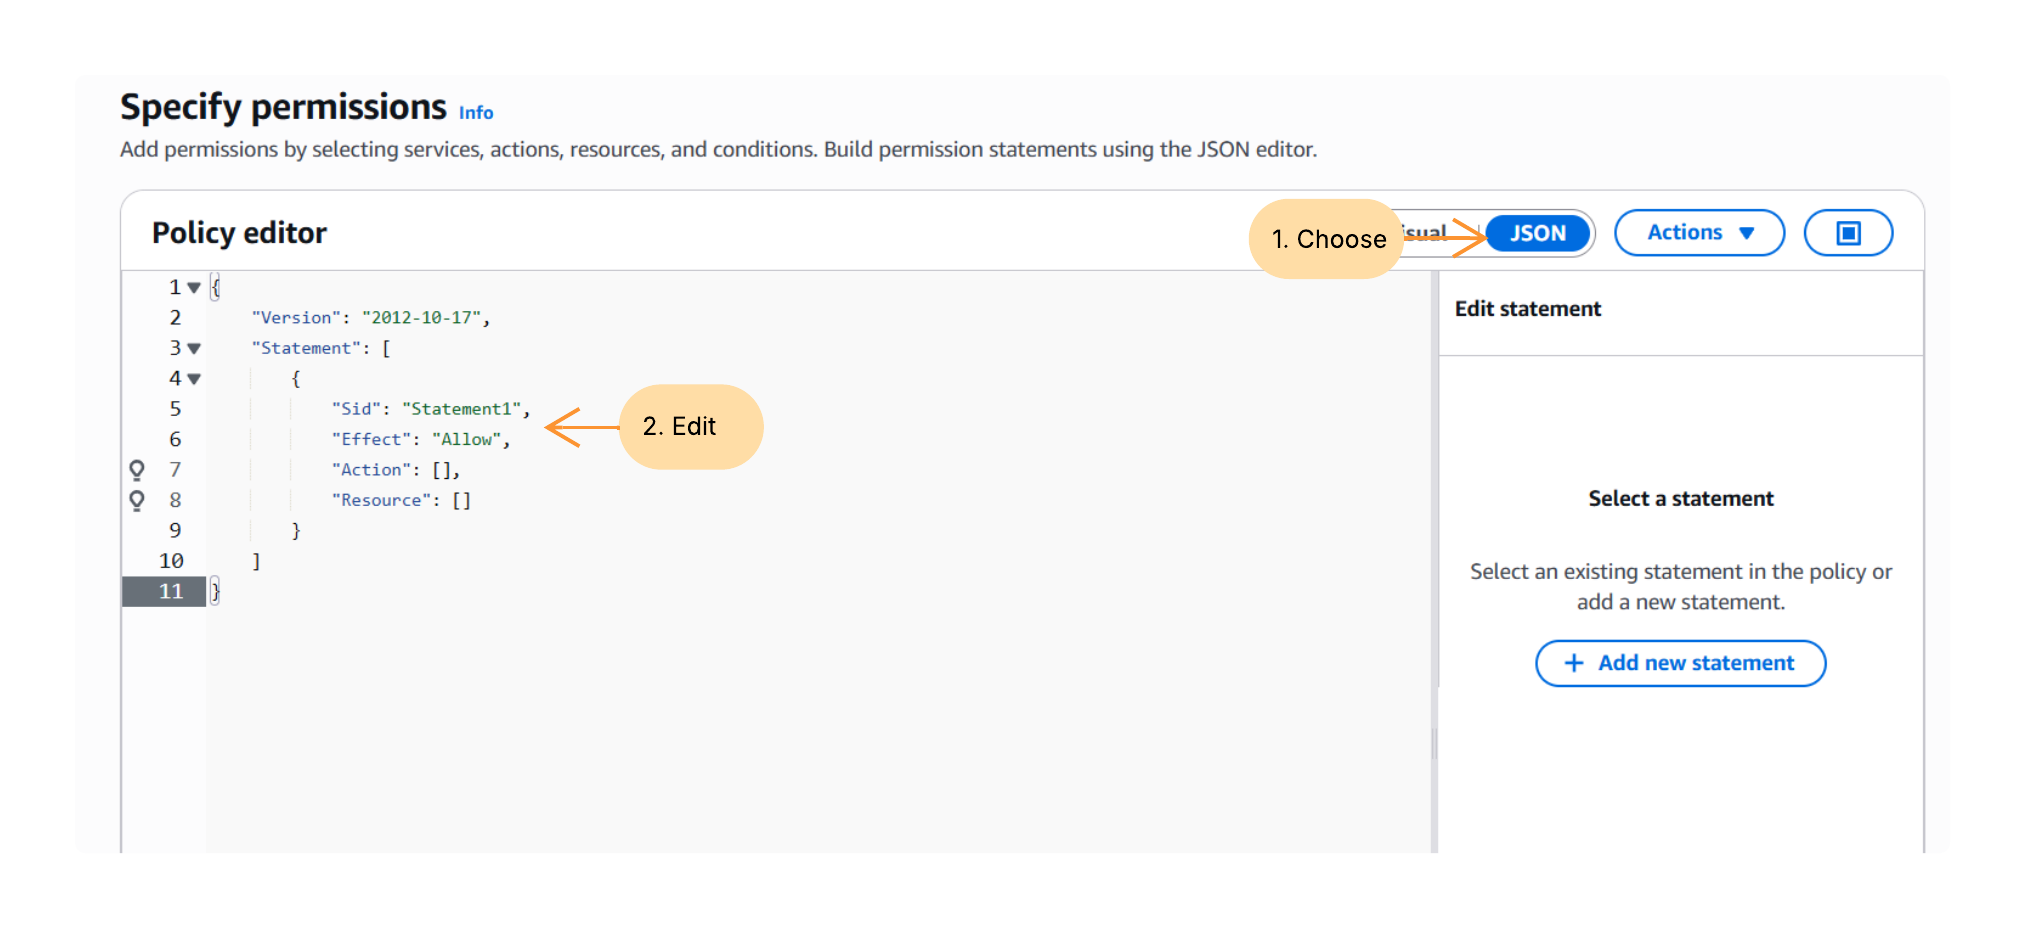 Specify permissions Info
Add permissions by selecting services, actions, resources, and conditions. Build permission statements using the JSON editor.
Policy editor
1. Choose
isual
JSON
Actions
1 {
2 "Version": "2012-10-17",
3 "Statement": [
4 {
5 "Sid": "Statement1",
6 "Effect": "Allow",
7 "Action": [],
8 "Resource": []
9 }
10 ]
11 }
2. Edit
Edit statement
Select a statement
Select an existing statement in the policy or
add a new statement.
+ Add new statement